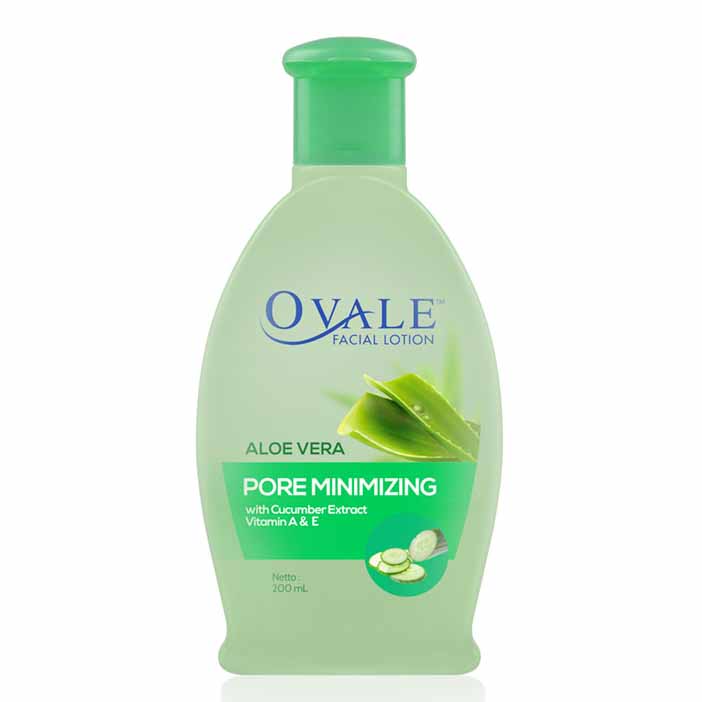 OVALE™
FACIAL LOTION
ALOE VERA
PORE MINIMIZING
with Cucumber Extract
Vitamin A & E
Netto :
200 mL